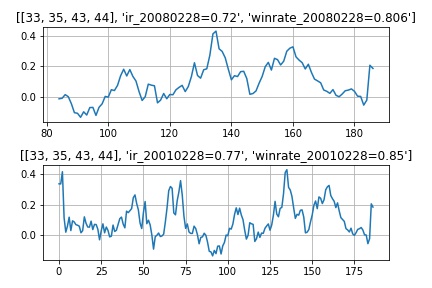 [[33, 35, 43, 44], 'ir_20080228=0.72', 'winrate_20080228=0.806']
0.4
0.2
0.0
80 100 120 140 160 180
[[33, 35, 43, 44], 'ir_20010228=0.77', 'winrate_20010228=0.85']
0.4
0.2
0.0
0 25 50 75 100 125 150 175